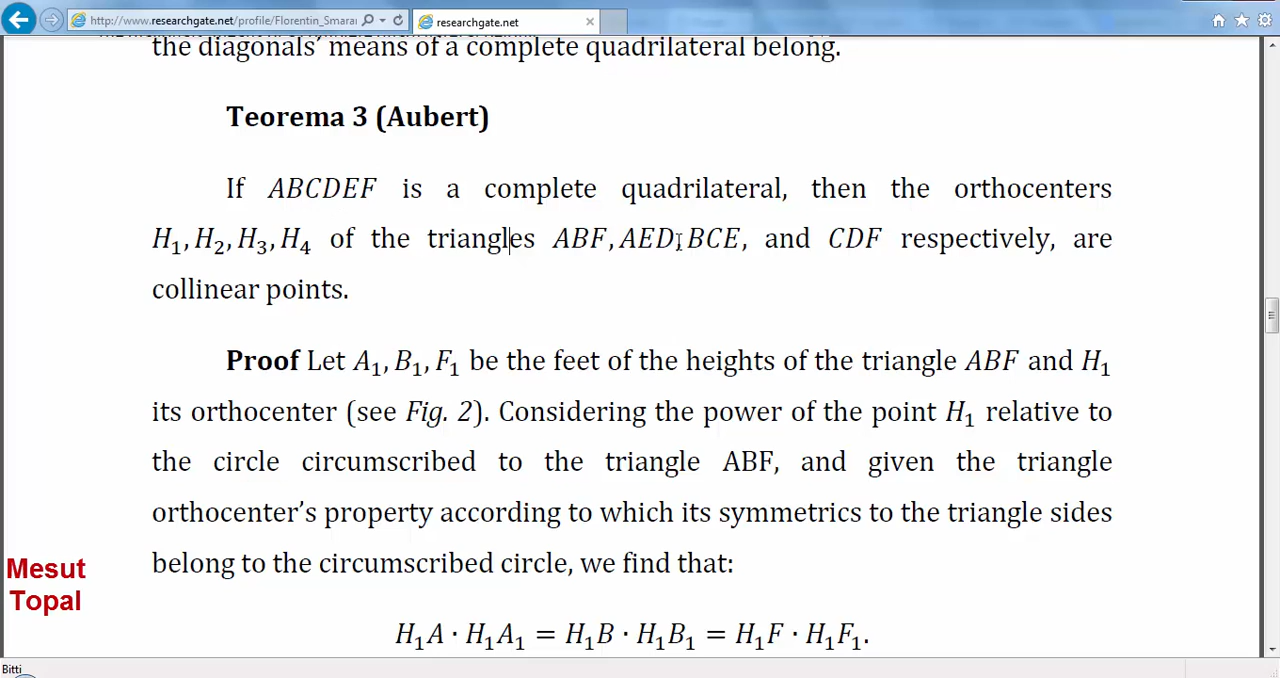 http://www.researchgate.net/profile/Florentin_Smara
researchgate.net
the diagonals' means of a complete quadrilateral belong.
Teorema 3 (Aubert)
If ABCDEF is a complete quadrilateral, then the orthocenters
H₁, H₂, H₃, H₄ of the triangles ABF, AED, BCE, and CDF respectively, are
collinear points.
Proof Let A₁, B₁, F₁ be the feet of the heights of the triangle ABF and H₁
its orthocenter (see Fig. 2). Considering the power of the point H₁ relative to
the circle circumscribed to the triangle ABF, and given the triangle
orthocenter's property according to which its symmetrics to the triangle sides
belong to the circumscribed circle, we find that:
H₁A · H₁A₁ = H₁B · H₁B₁ = H₁F · H₁F₁.
Mesut
Topal
Bitti